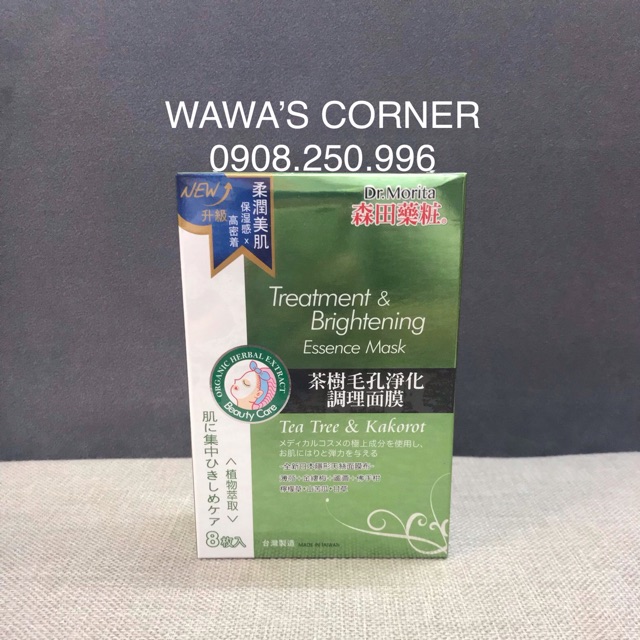 WAWA'S CORNER
0908.250.996
NEW
升級
柔潤美肌
保湿感x
高密着
Dr.Morita
森田藥粧®
Treatment &
Brightening
Essence Mask
ORGANIC HERBAL EXTRACT
Beauty Care
茶樹毛孔淨化
調理面膜
Tea Tree & Kakorot
メディカルコスメの極上成分を使用し、
お肌にはりと弾力を与える
肌に集中ひきしめケア
<植物萃取>
8枚入
台灣製造 MADE IN TAIWAN